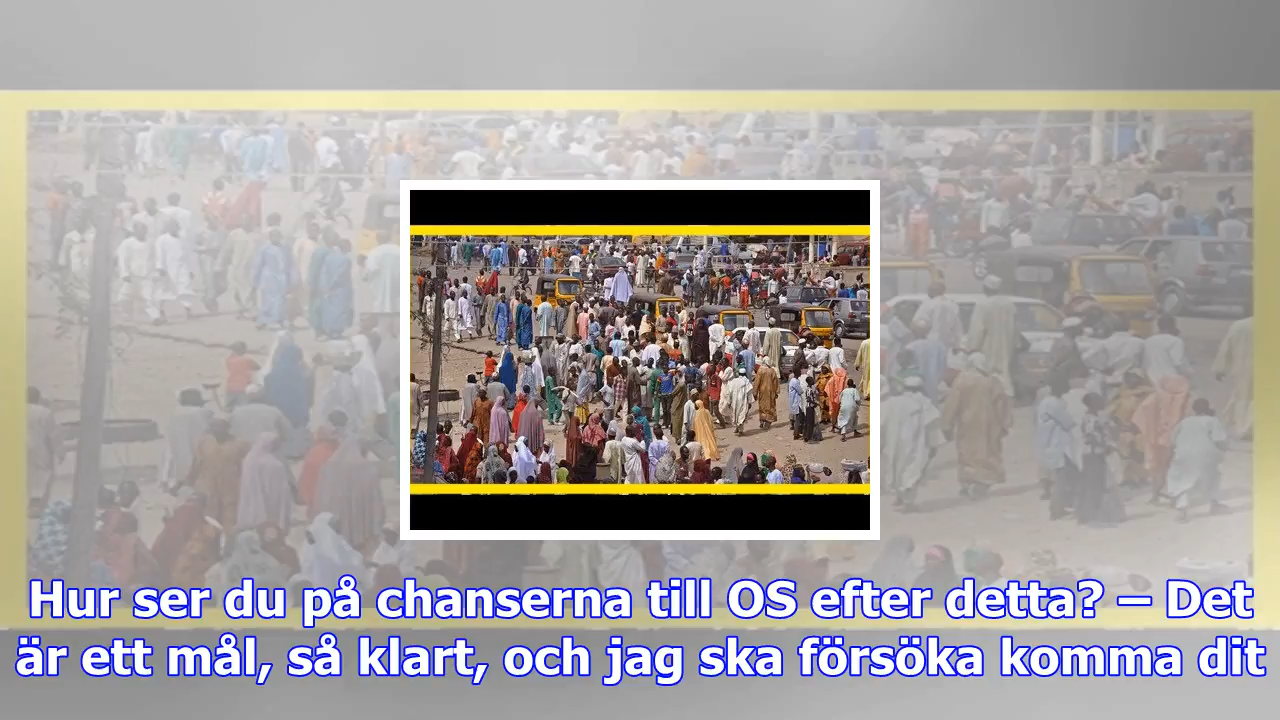 Hur ser du på chanserna till OS efter detta? – Det
är ett mål, så klart, och jag ska försöka komma dit